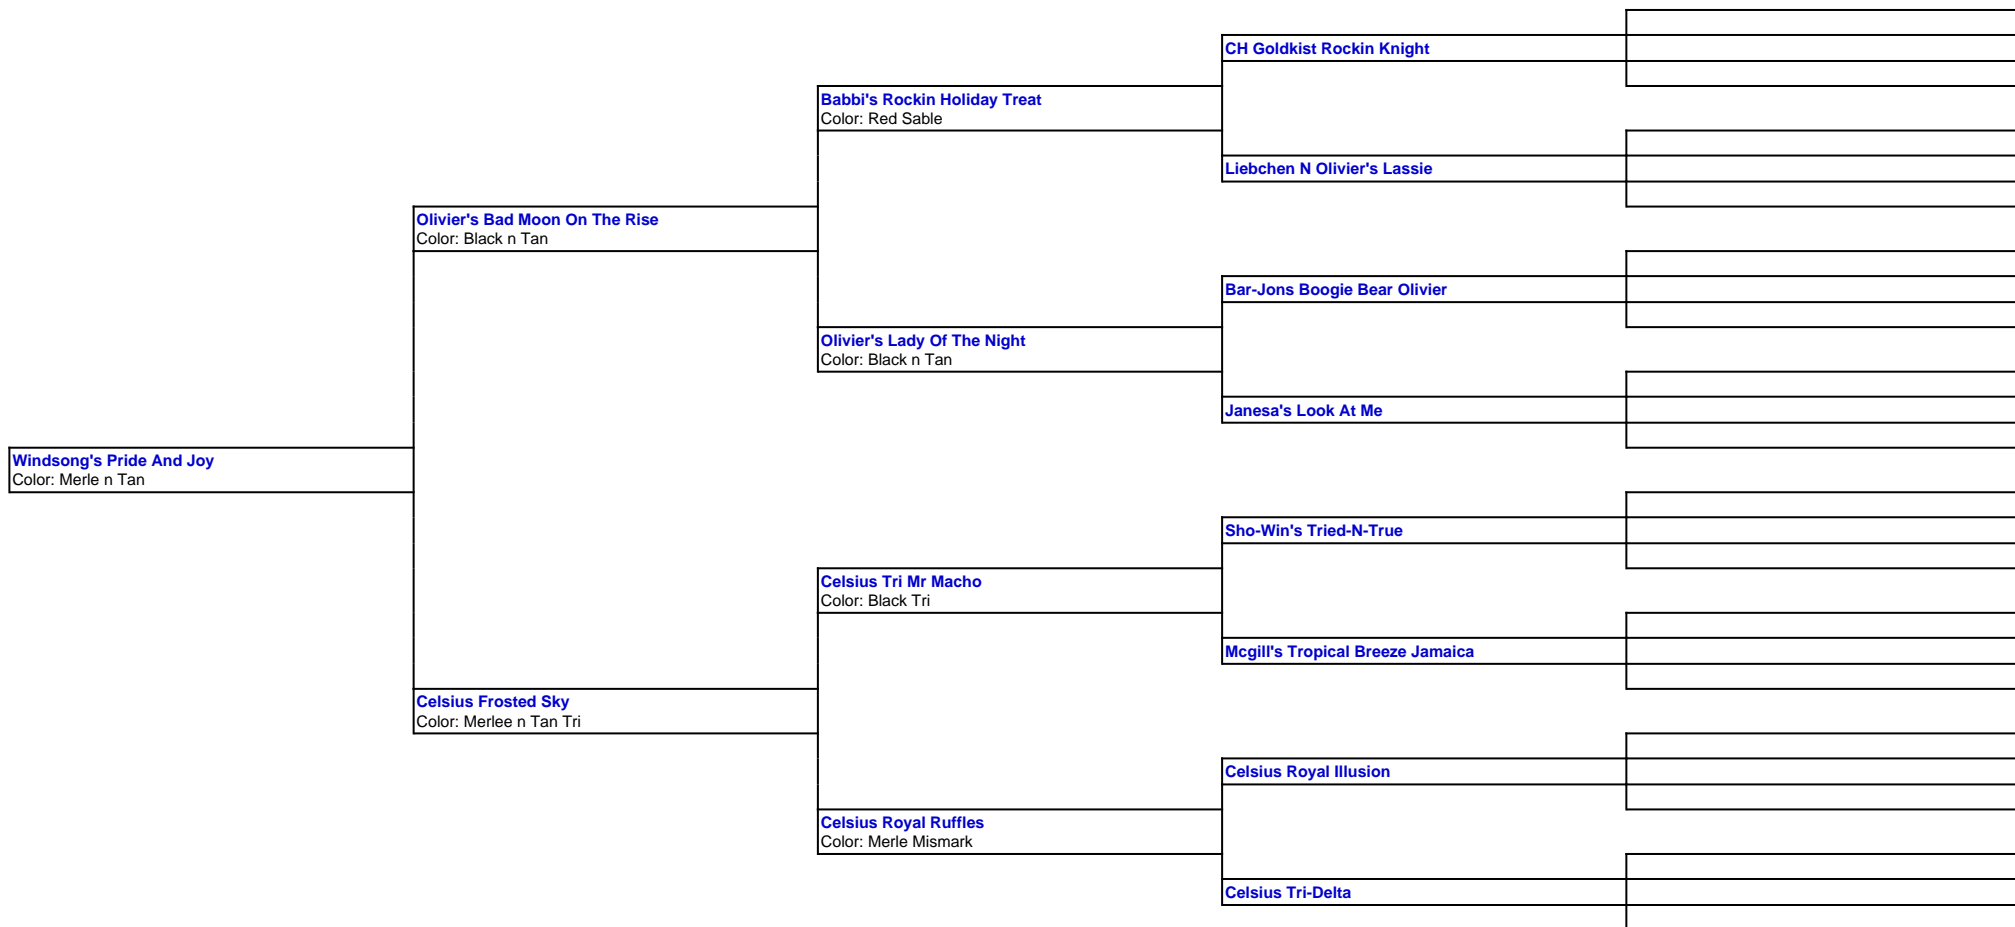 CH Goldkist Rockin Knight
Babbi's Rockin Holiday Treat
Color: Red Sable
Liebchen N Olivier's Lassie
Olivier's Bad Moon On The Rise
Color: Black n Tan
Bar-Jons Boogie Bear Olivier
Olivier's Lady Of The Night
Color: Black n Tan
Janesa's Look At Me
Windsong's Pride And Joy
Color: Merle n Tan
Sho-Win's Tried-N-True
Celsius Tri Mr Macho
Color: Black Tri
Mcgill's Tropical Breeze Jamaica
Celsius Frosted Sky
Color: Merlee n Tan Tri
Celsius Royal Illusion
Celsius Royal Ruffles
Color: Merle Mismark
Celsius Tri-Delta